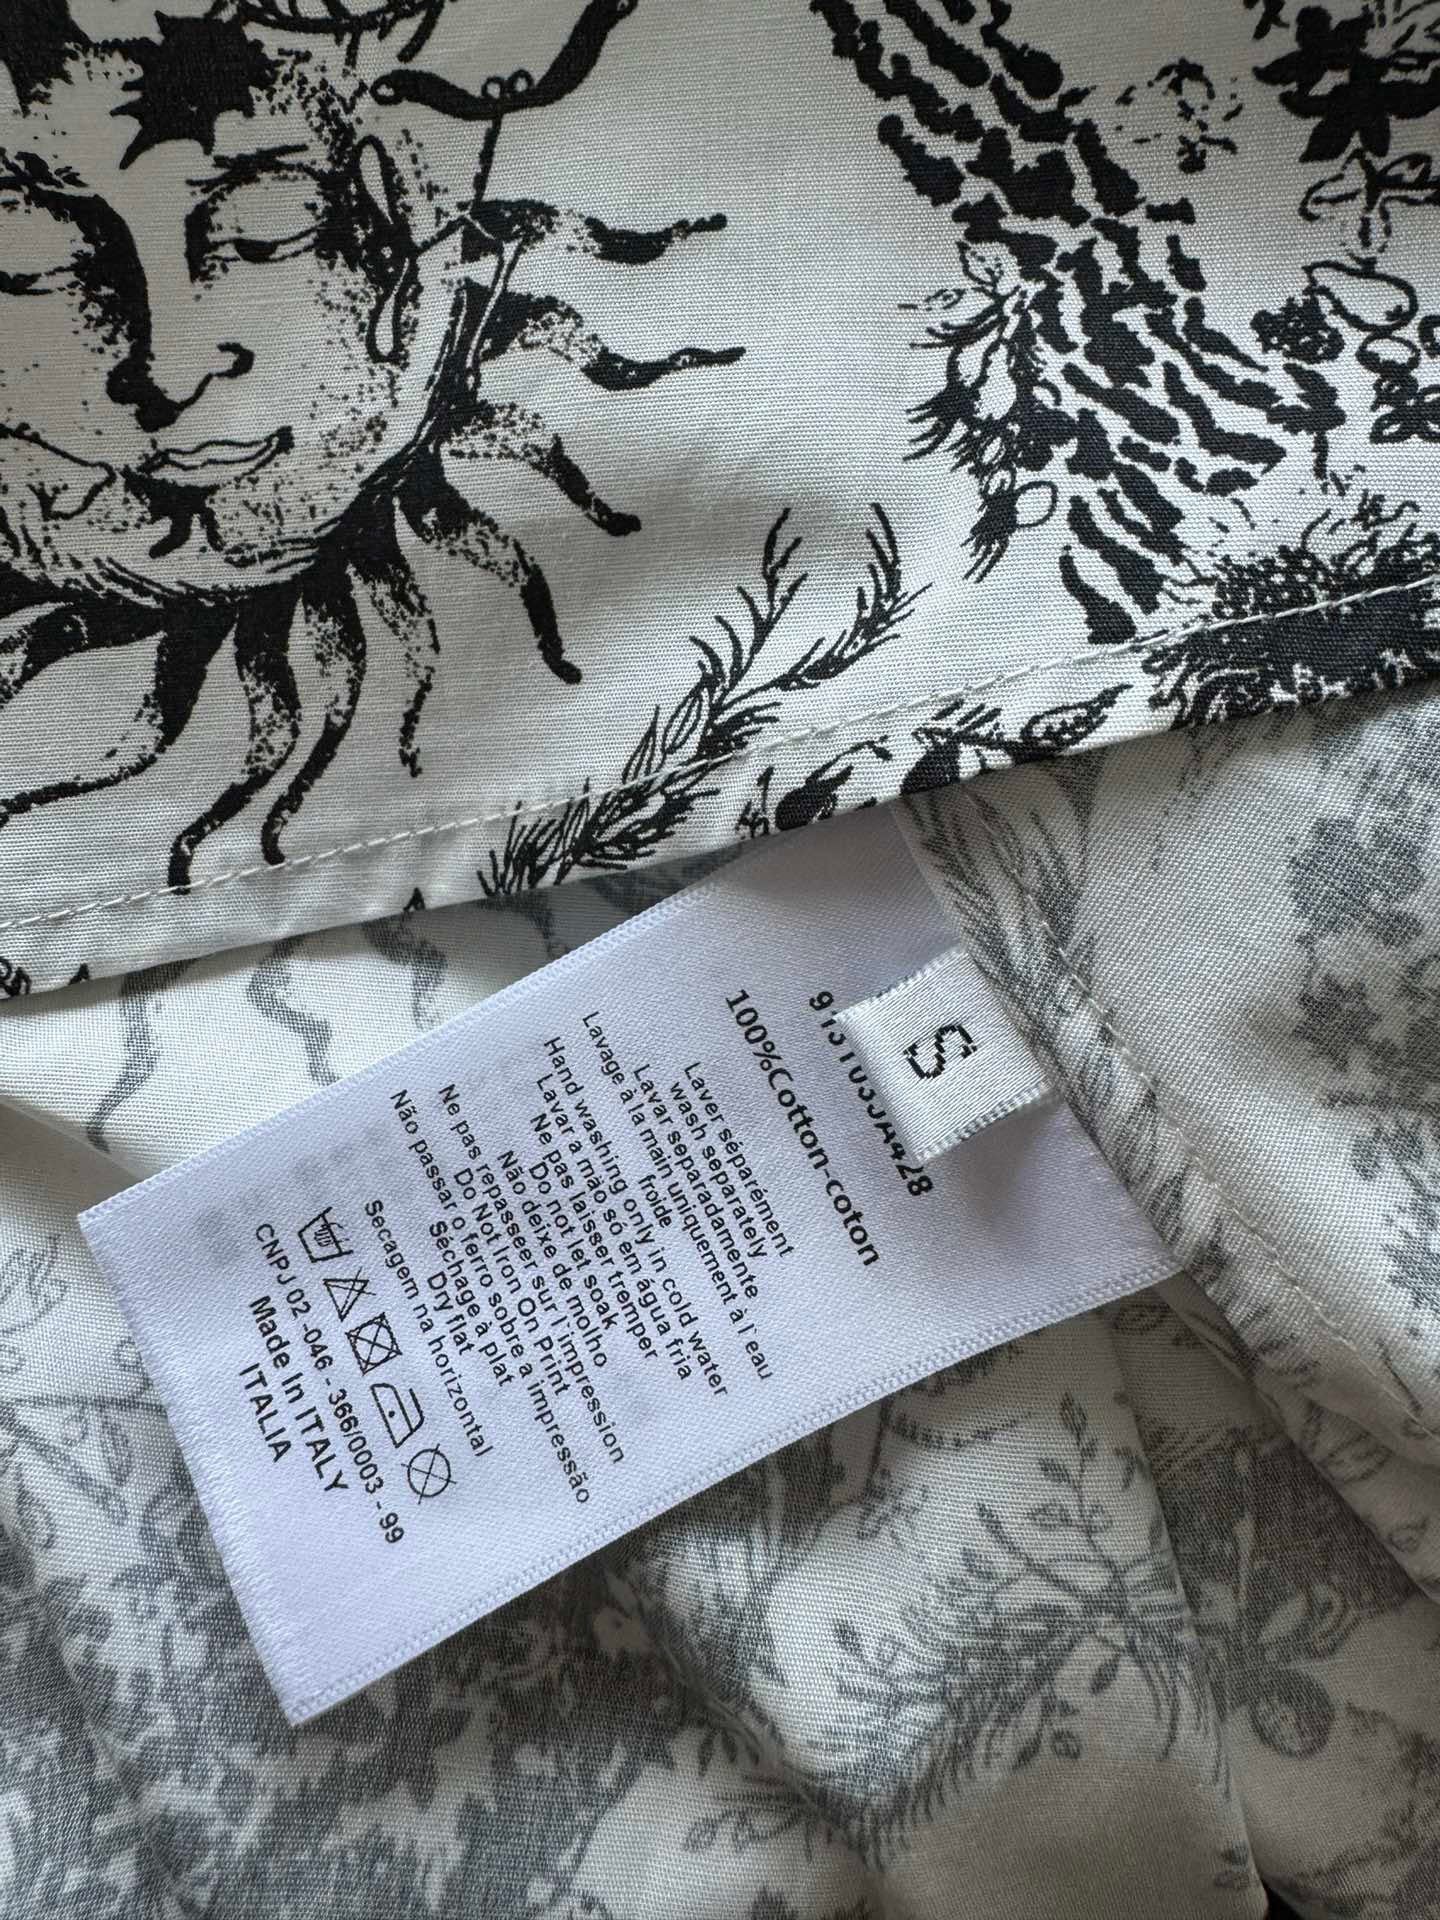 S
100%Cotton-coton
Laver séparément
wash separately
Lavar separadamente
Lavage à la main uniquement à l'eau
froide
Hand washing only in cold water
Lavar a mão só em água fria
Ne pas laisser tremper
Do not let soak
Não deixe de molho
Ne pas repasseer sur l'impression
Do Not Iron On Print
Não passar o ferro sobre a impressão
Séchage à plat
Dry flat
Secagem na horizontal
CNPJ 02 -046 - 366/0003 -99
Made In ITALY
ITALIA